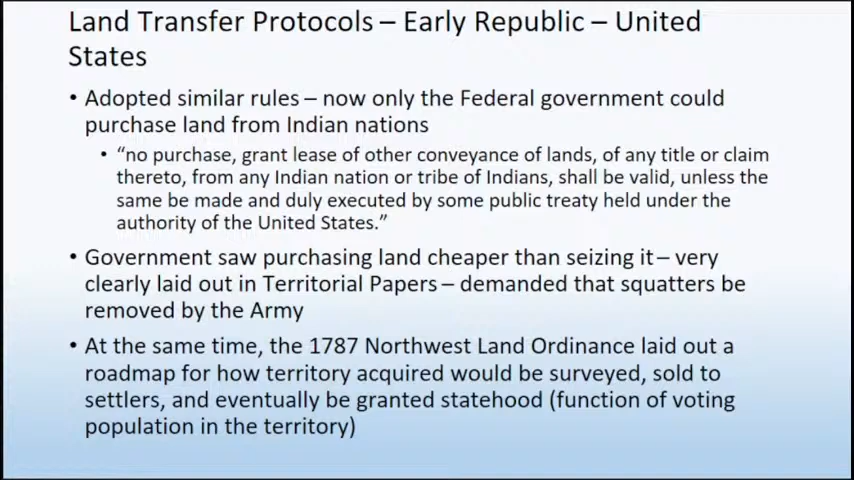 Land Transfer Protocols – Early Republic – United
States
• Adopted similar rules – now only the Federal government could
purchase land from Indian nations
• “no purchase, grant lease of other conveyance of lands, of any title or claim
thereto, from any Indian nation or tribe of Indians, shall be valid, unless the
same be made and duly executed by some public treaty held under the
authority of the United States.”
• Government saw purchasing land cheaper than seizing it – very
clearly laid out in Territorial Papers – demanded that squatters be
removed by the Army
• At the same time, the 1787 Northwest Land Ordinance laid out a
roadmap for how territory acquired would be surveyed, sold to
settlers, and eventually be granted statehood (function of voting
population in the territory)